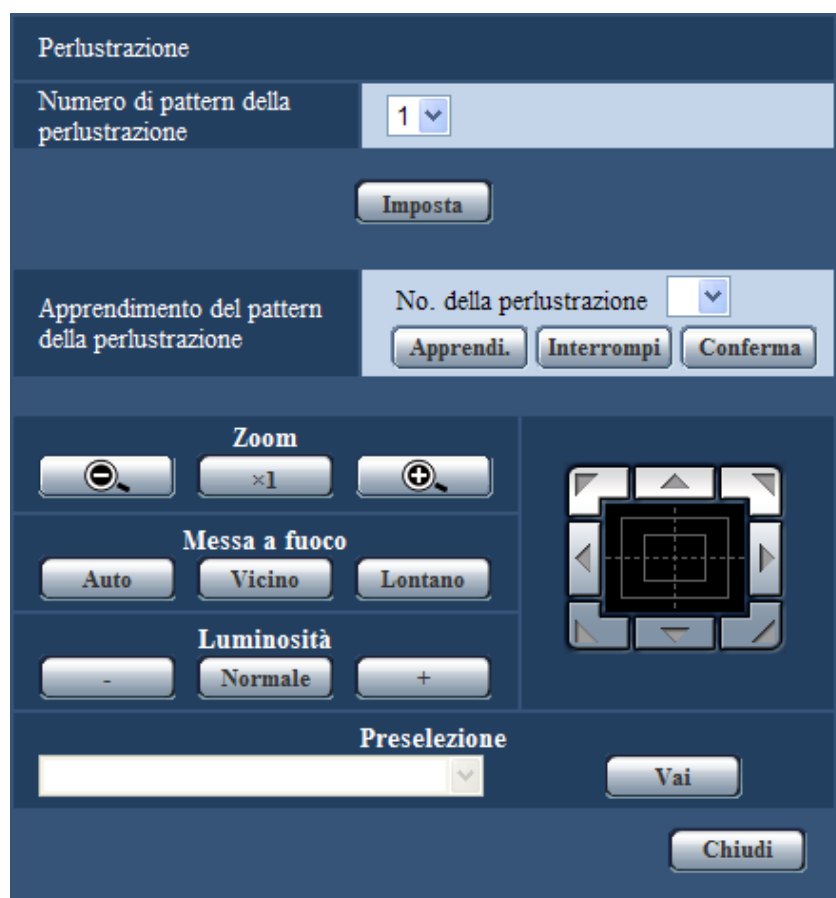 Perlustrazione
Numero di pattern della
perlustrazione
1
Imposta
Apprendimento del pattern
della perlustrazione
No. della perlustrazione
Apprendi. Interrompi Conferma
Zoom
×1
Messa a fuoco
Auto Vicino Lontano
Luminosità
- Normale +
Preselezione
Vai
Chiudi